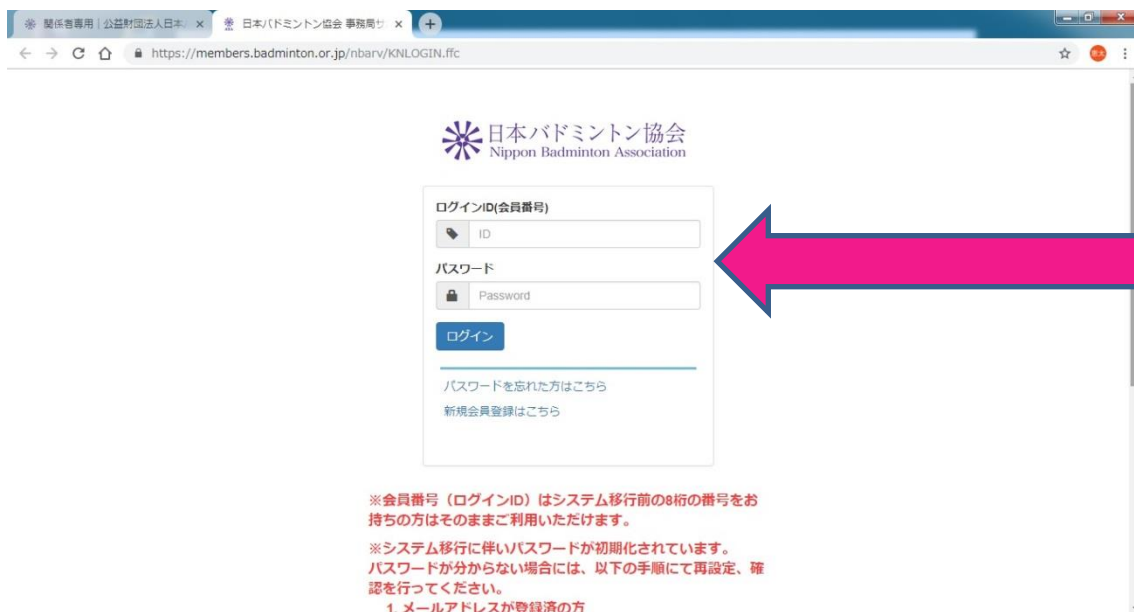 関係者専用 | 公益財団法人日本
日本バドミントン協会 事務局サ
https://members.badminton.or.jp/nbarv/KNLOGIN.ffc
日本バドミントン協会
Nippon Badminton Association
ログインID(会員番号)
ID
パスワード
Password
ログイン
パスワードを忘れた方はこちら
新規会員登録はこちら
※会員番号（ログインID）はシステム移行前の8桁の番号をお
持ちの方はそのままご利用いただけます。
※システム移行に伴いパスワードが初期化されています。
パスワードが分からない場合には、以下の手順にて再設定、確
認を行ってください。
1. メールアドレスが登録済の方